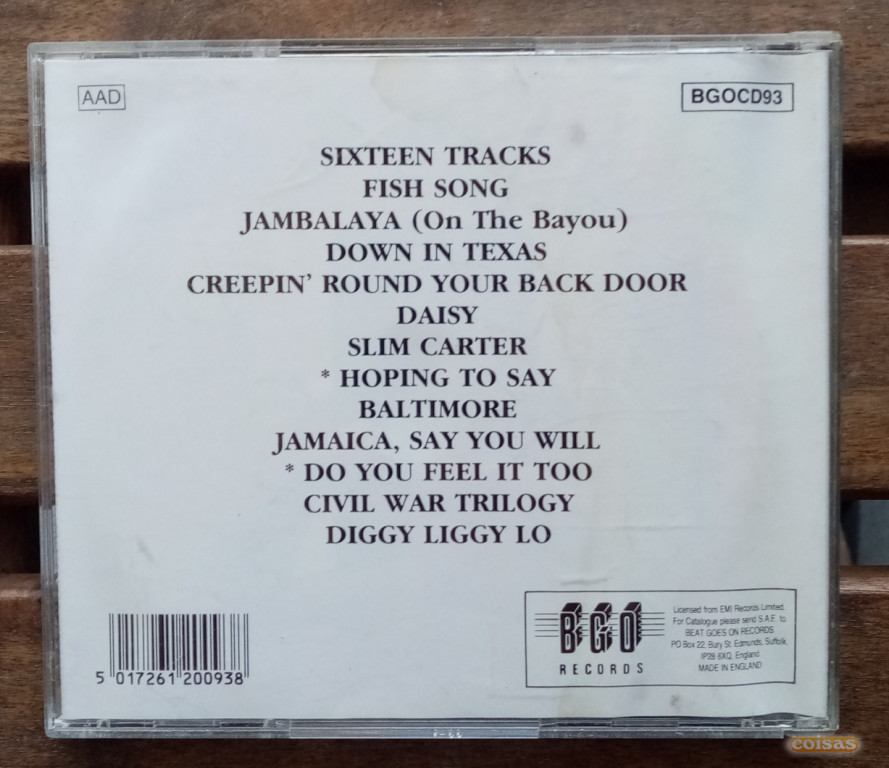 AAD
BGOCD93
SIXTEEN TRACKS
FISH SONG
JAMBALAYA (On The Bayou)
DOWN IN TEXAS
CREEPIN' ROUND YOUR BACK DOOR
DAISY
SLIM CARTER
* HOPING TO SAY
BALTIMORE
JAMAICA, SAY YOU WILL
* DO YOU FEEL IT TOO
CIVIL WAR TRILOGY
DIGGY LIGGY LO
5 017261 200938
BGO
RECORDS
Licensed from EMI Records Limited.
For Catalogue please send S.A.E. to
BEAT GOES ON RECORDS
PO Box 22, Bury St. Edmunds, Suffolk,
IP28 6XQ, England
MADE IN ENGLAND
coisas